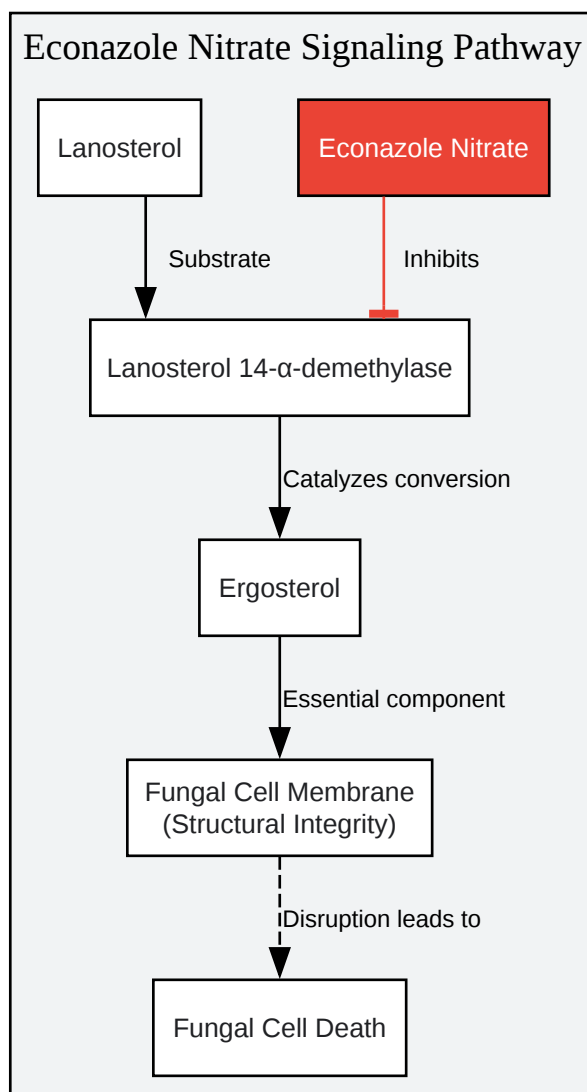 Econazole Nitrate Signaling Pathway
Lanosterol
Econazole Nitrate
Substrate
Inhibits
Lanosterol 14-α-demethylase
Catalyzes conversion
Ergosterol
Essential component
Fungal Cell Membrane
(Structural Integrity)
Disruption leads to
Fungal Cell Death